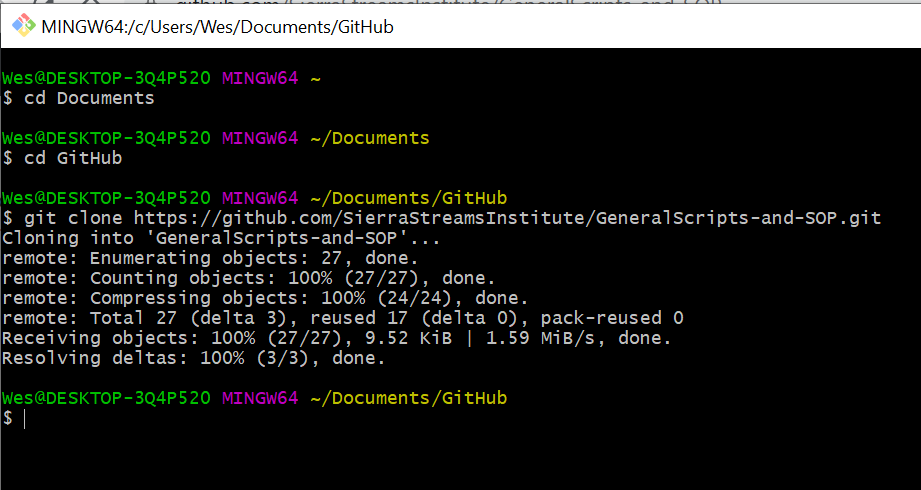 MINGW64:/c/Users/Wes/Documents/GitHub
Wes@DESKTOP-3Q4P520 MINGW64 ~
$ cd Documents
Wes@DESKTOP-3Q4P520 MINGW64 ~/Documents
$ cd GitHub
Wes@DESKTOP-3Q4P520 MINGW64 ~/Documents/GitHub
$ git clone https://github.com/SierraStreamsInstitute/GeneralScripts-and-SOP.git
Cloning into 'GeneralScripts-and-SOP'...
remote: Enumerating objects: 27, done.
remote: Counting objects: 100% (27/27), done.
remote: Compressing objects: 100% (24/24), done.
remote: Total 27 (delta 3), reused 17 (delta 0), pack-reused 0
Receiving objects: 100% (27/27), 9.52 KiB | 1.59 MiB/s, done.
Resolving deltas: 100% (3/3), done.
Wes@DESKTOP-3Q4P520 MINGW64 ~/Documents/GitHub
$